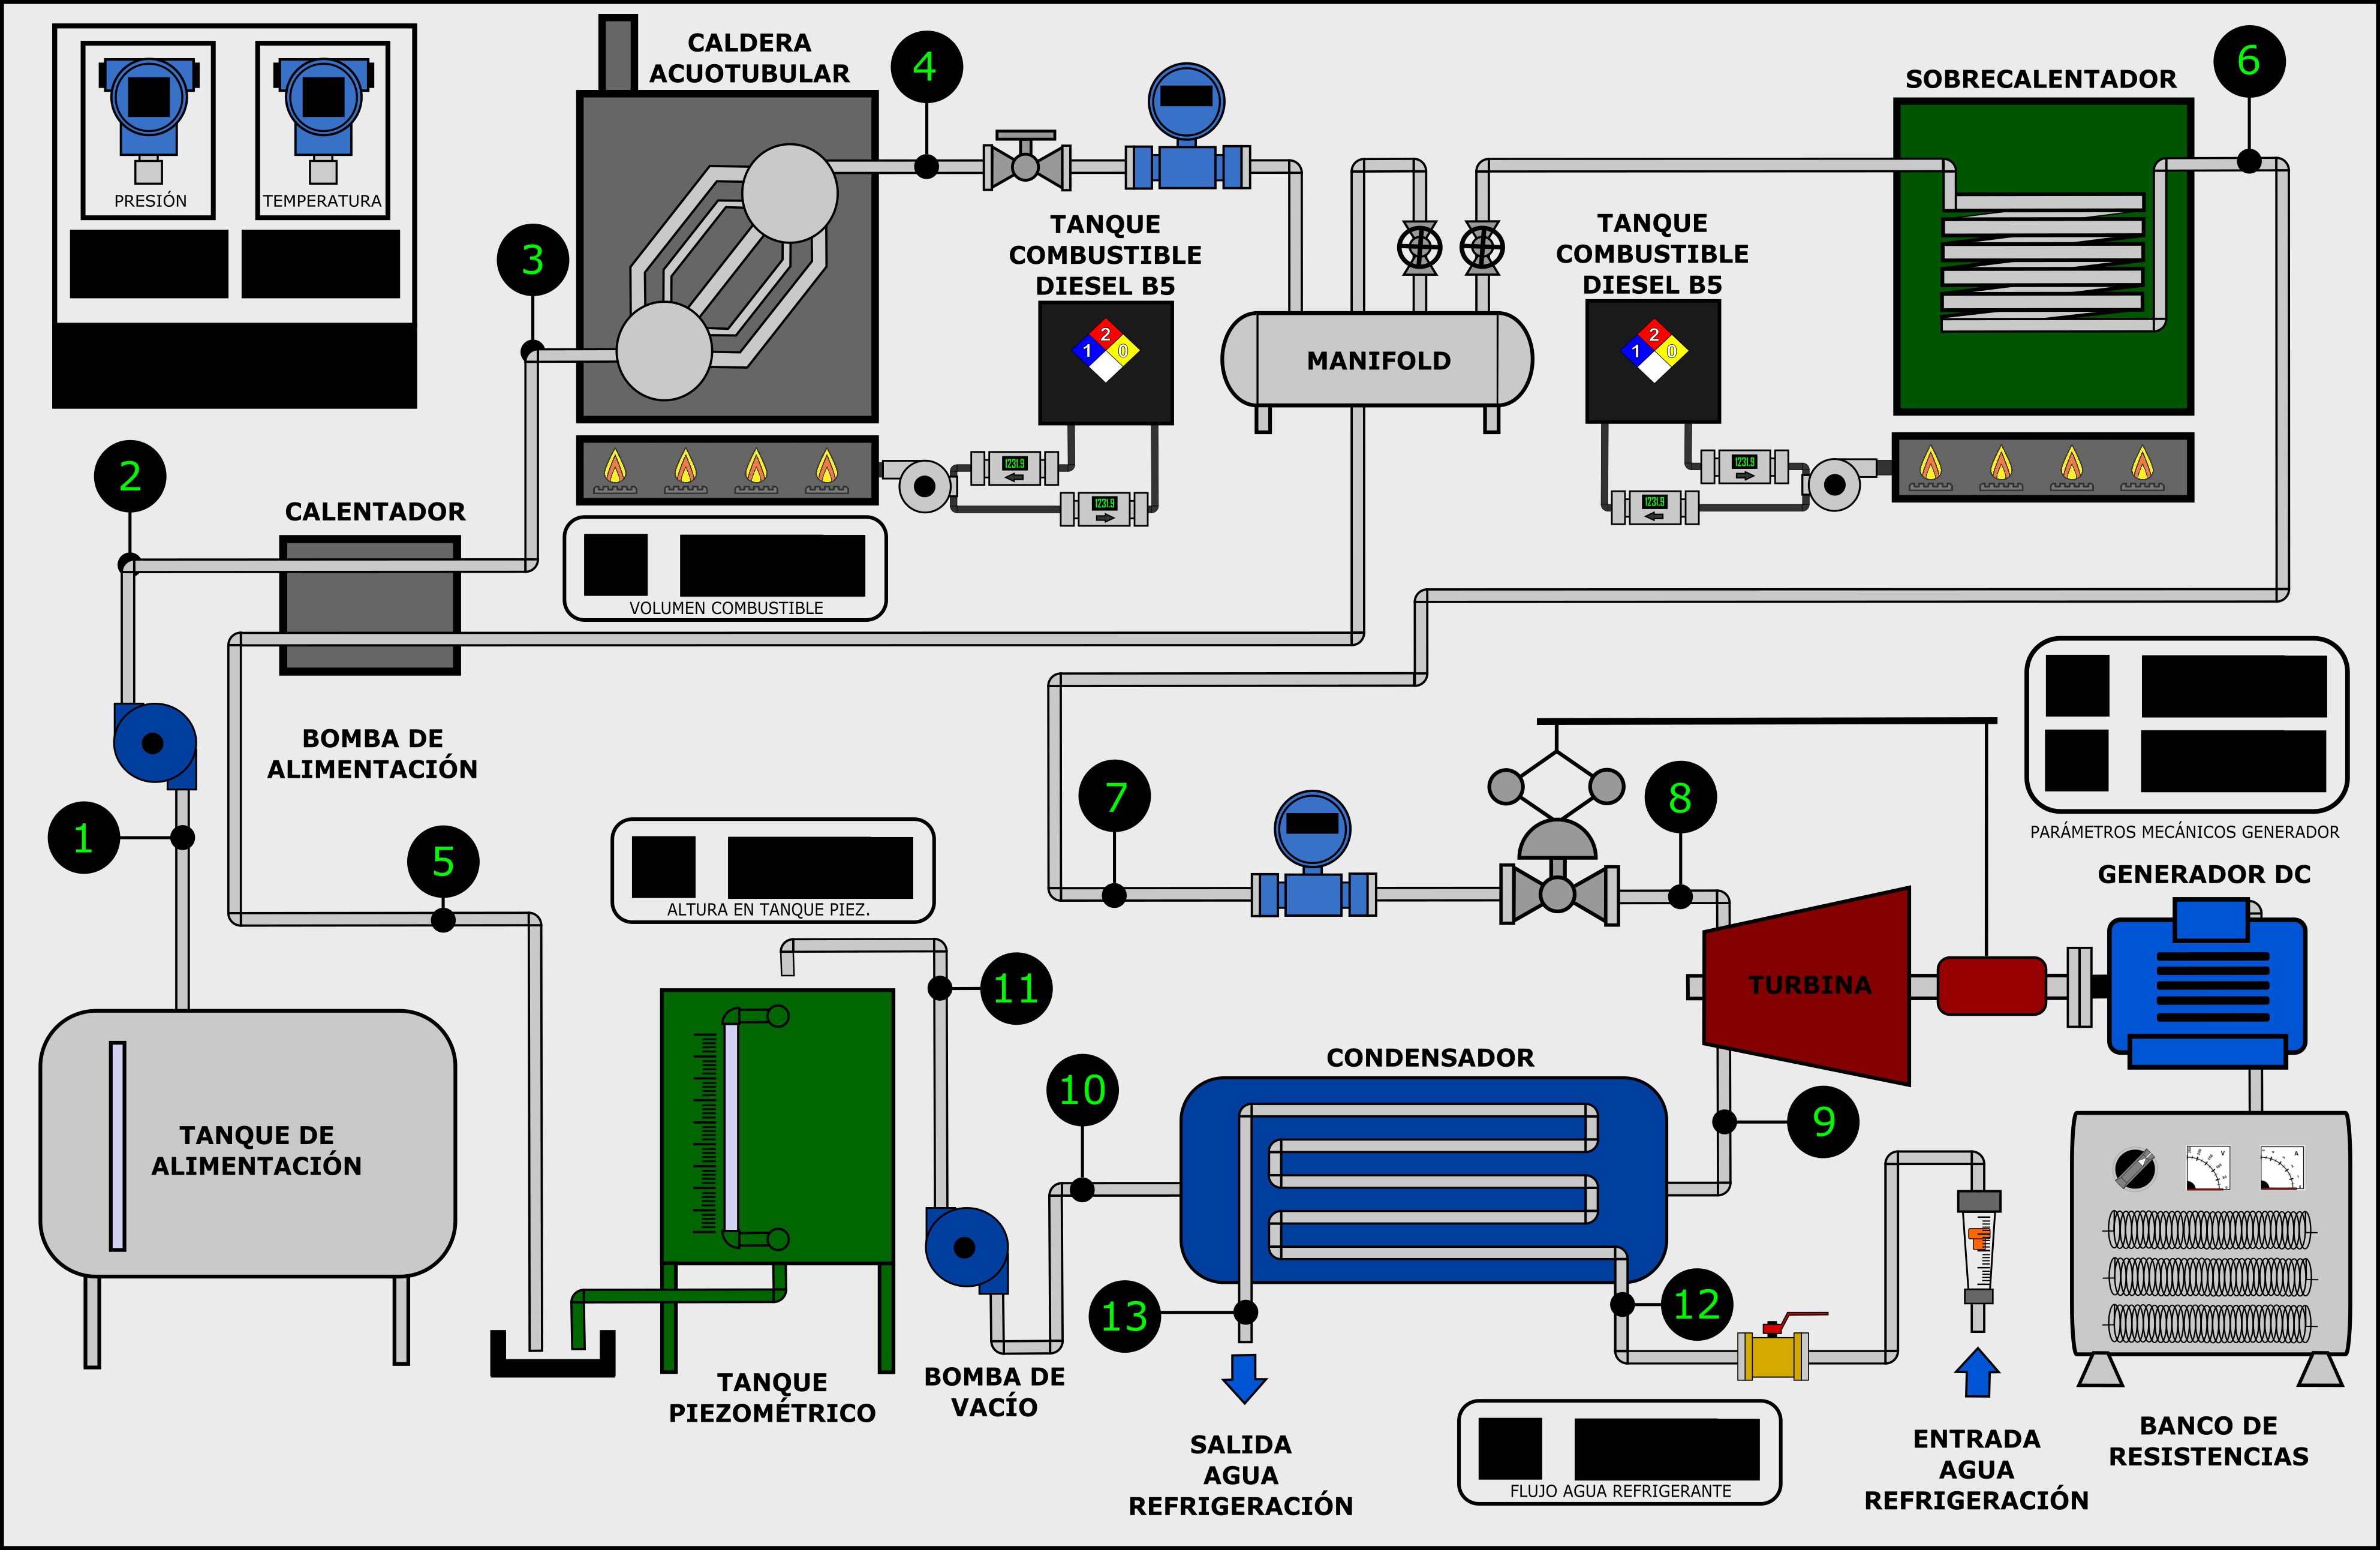 PRESIÓN
TEMPERATURA
CALDERA
ACUOTUBULAR
4
3
TANQUE
COMBUSTIBLE
DIESEL B5
2
1
0
1231.9
1231.9
MANIFOLD
TANQUE
COMBUSTIBLE
DIESEL B5
2
1
0
1231.9
1231.9
SOBRECALENTADOR
6
2
CALENTADOR
VOLUMEN COMBUSTIBLE
BOMBA DE
ALIMENTACIÓN
1
5
ALTURA EN TANQUE PIEZ.
7
8
PARÁMETROS MECÁNICOS GENERADOR
GENERADOR DC
TURBINA
11
10
CONDENSADOR
9
TANQUE DE
ALIMENTACIÓN
V
A
13
12
TANQUE
PIEZOMÉTRICO
BOMBA DE
VACÍO
SALIDA
AGUA
REFRIGERACIÓN
FLUJO AGUA REFRIGERANTE
ENTRADA
AGUA
REFRIGERACIÓN
BANCO DE
RESISTENCIAS